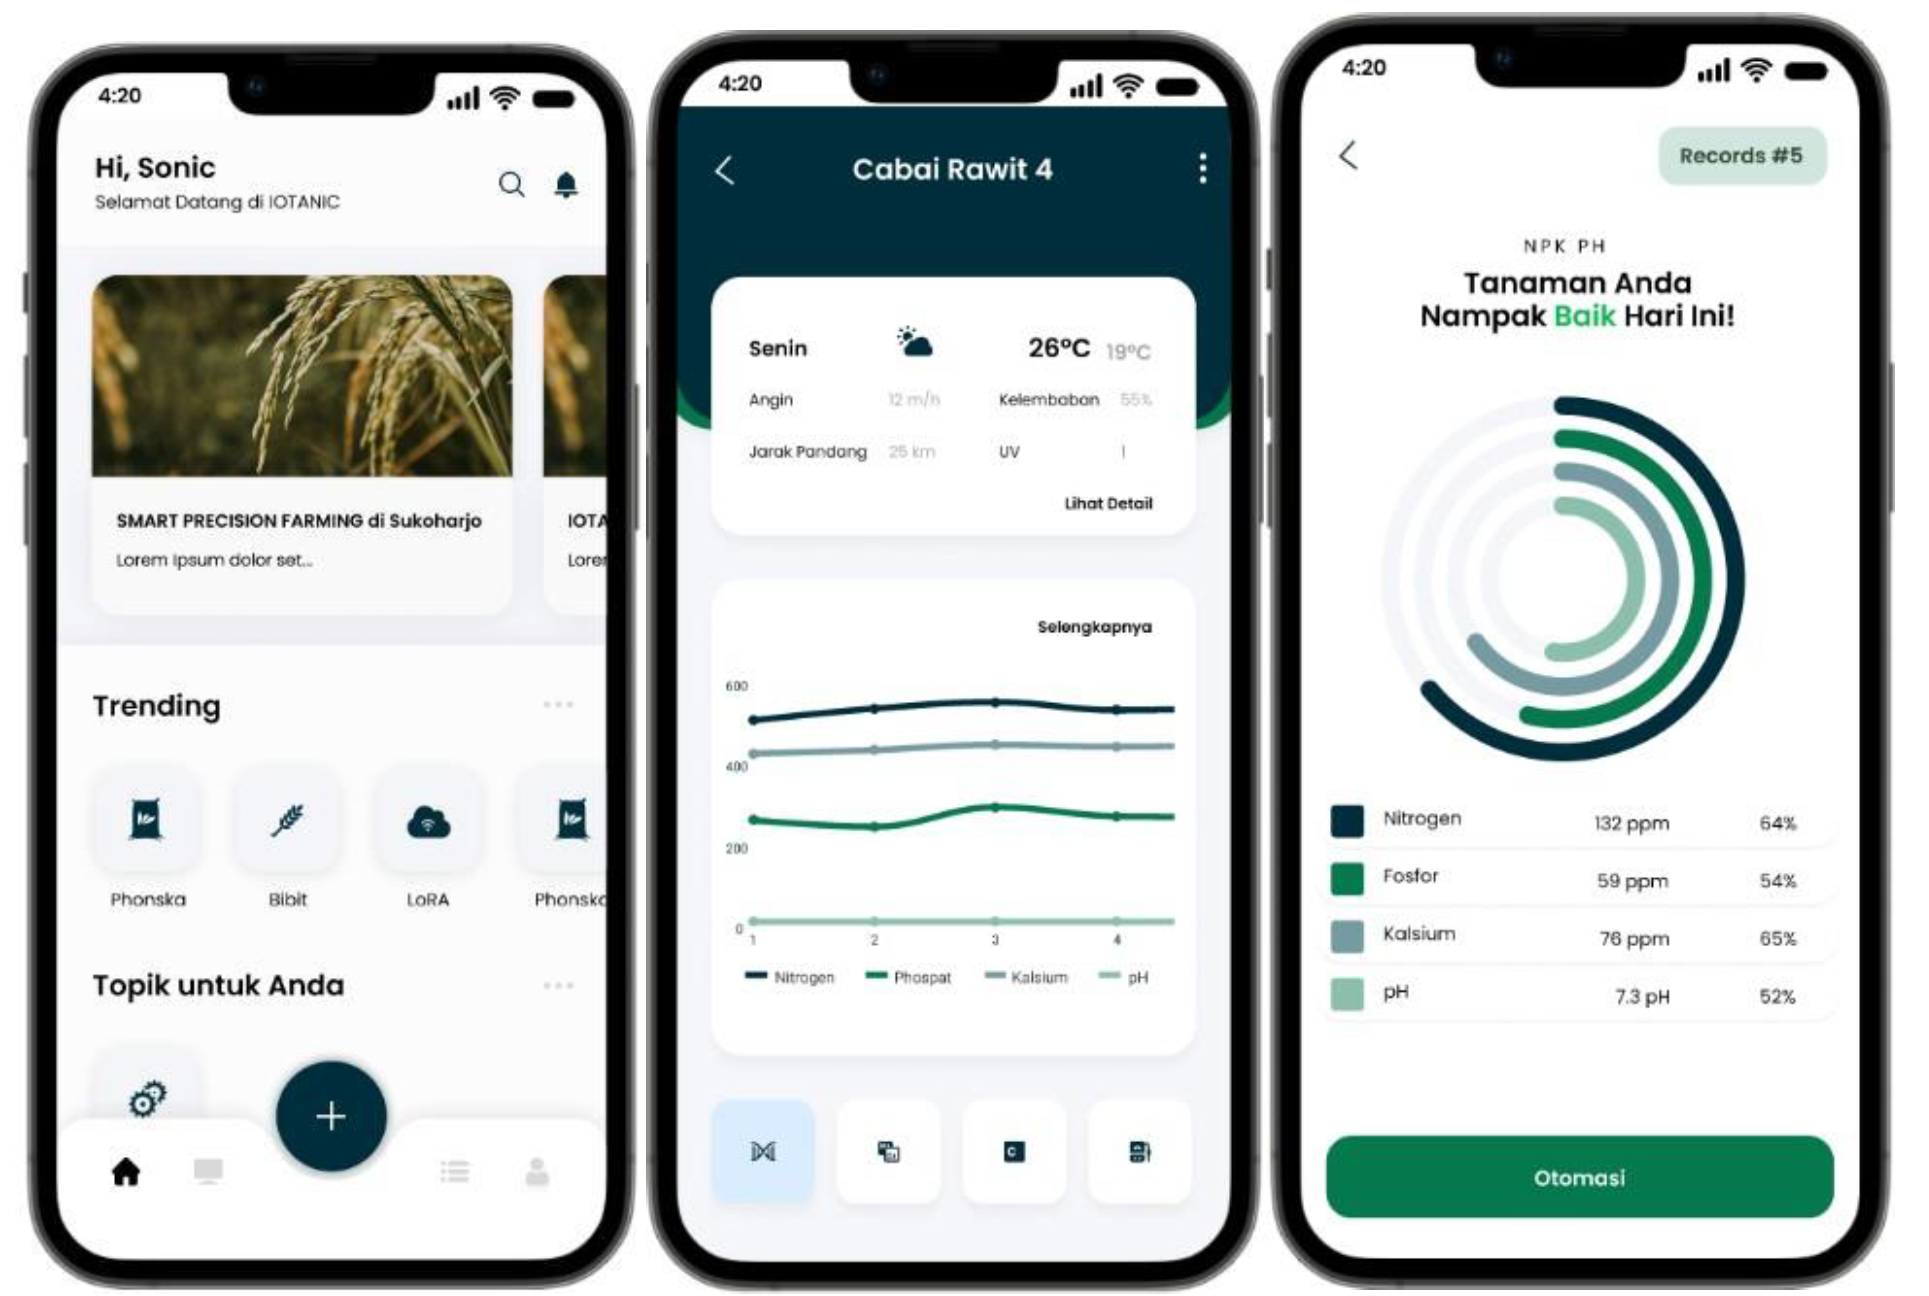 4:20
Hi, Sonic
Selamat Datang di IOTANIC
SMART PRECISION FARMING di Sukoharjo
Lorem Ipsum dolor set...
IOTA
Lorer
Trending
Phonska
Bibit
LoRA
Phonska
Topik untuk Anda
4:20
Cabai Rawit 4
Senin
26°C 19°C
Angin 12 m/h Kelembaban 55%
Jarak Pandang 25 km UV 1
Lihat Detail
Selengkapnya
600
400
200
0
1 2 3 4
Nitrogen Phospat Kalsium pH
C
4:20
Records #5
NPK PH
Tanaman Anda
Nampak Baik Hari Ini!
Nitrogen 132 ppm 64%
Fosfor 59 ppm 54%
Kalsium 76 ppm 65%
pH 7.3 pH 52%
Otomasi